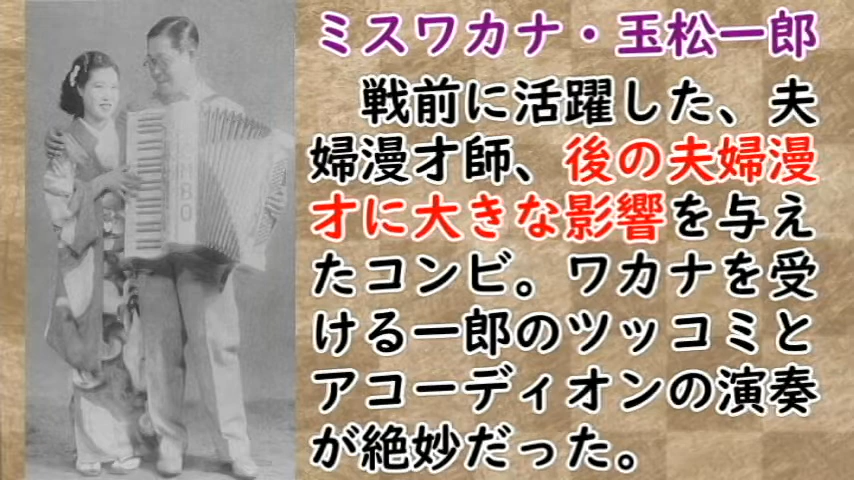 ミスワカナ・玉松一郎
戦前に活躍した、夫
婦漫才師、後の夫婦漫
才に大きな影響を与え
たコンビ。ワカナを受
ける一郎のツッコミと
アコーディオンの演奏
が絶妙だった。